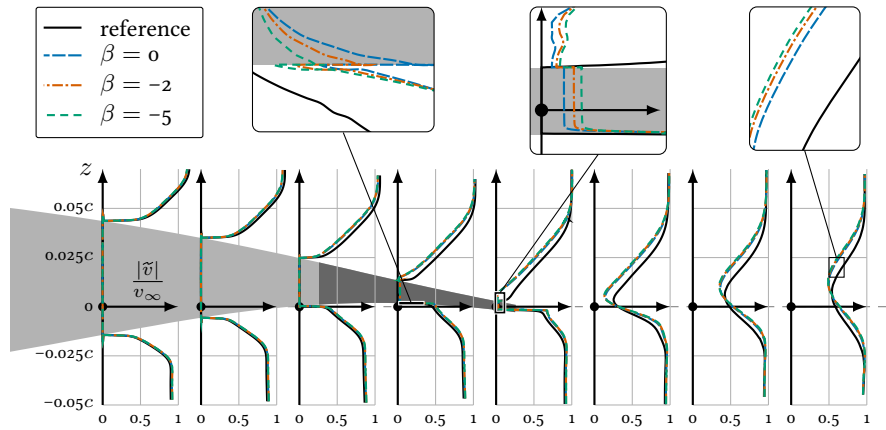 reference
β = 0
β = −2
β = −5
z
0.05c
0.025c
0
−0.025c
−0.05c
|ṽ|
v∞
0 0.5 1 0 0.5 1 0 0.5 1 0 0.5 1 0 0.5 1 0 0.5 1 0 0.5 1 0 0.5 1